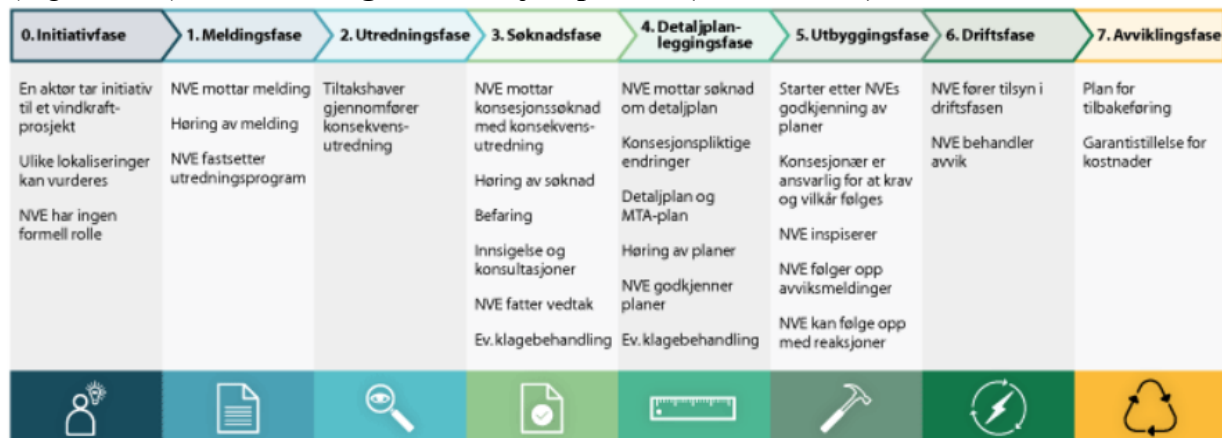 0. Initiativfase
1. Meldingsfase
2. Utredningsfase
3. Søknadsfase
4. Detaljplan-
leggingsfase
5. Utbyggingsfase
6. Driftsfase
7. Avviklingsfase
En aktør tar initiativ
til et vindkraft-
prosjekt
Ulike lokaliseringer
kan vurderes
NVE har ingen
formell rolle
NVE mottar melding
Høring av melding
NVE fastsetter
utredningsprogram
Tiltakshaver
gjennomfører
konsekvens-
utredning
NVE mottar
konsesjonssøknad
med konsekvens-
utredning
Høring av søknad
Befaring
Innsigelse og
konsultasjoner
NVE fatter vedtak
Ev. klagebehandling
NVE mottar søknad
om detaljplan
Konsesjonspliktige
endringer
Detaljplan og
MTA-plan
Høring av planer
NVE godkjenner
planer
Ev. klagebehandling
Starter etter NVEs
godkjenning av
planer
Konsesjonær er
ansvarlig for at krav
og vilkår følges
NVE inspiserer
NVE følger opp
avviksmeldinger
NVE kan følge opp
med reaksjoner
NVE fører tilsyn i
driftsfasen
NVE behandler
avvik
Plan for
tilbakeføring
Garantistillelse for
kostnader